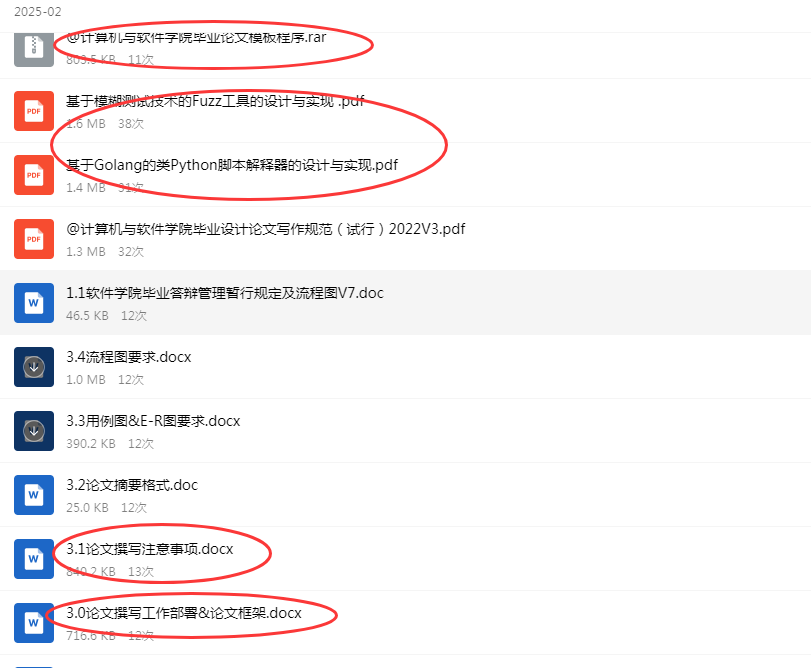 2025-02
@计算机与软件学院毕业论文模板程序.rar
803.5 KB 11次
基于模糊测试技术的Fuzz工具的设计与实现 .pdf
PDF
1.6 MB 38次
基于Golang的类Python脚本解释器的设计与实现.pdf
PDF
1.4 MB 31次
@计算机与软件学院毕业设计论文写作规范（试行）2022V3.pdf
PDF
1.3 MB 32次
1.1软件学院毕业答辩管理暂行规定及流程图V7.doc
W
46.5 KB 12次
3.4流程图要求.docx
1.0 MB 12次
3.3用例图&E-R图要求.docx
390.2 KB 12次
3.2论文摘要格式.doc
W
25.0 KB 12次
3.1论文撰写注意事项.docx
W
840.2 KB 13次
3.0论文撰写工作部署&论文框架.docx
W
716.6 KB 12次